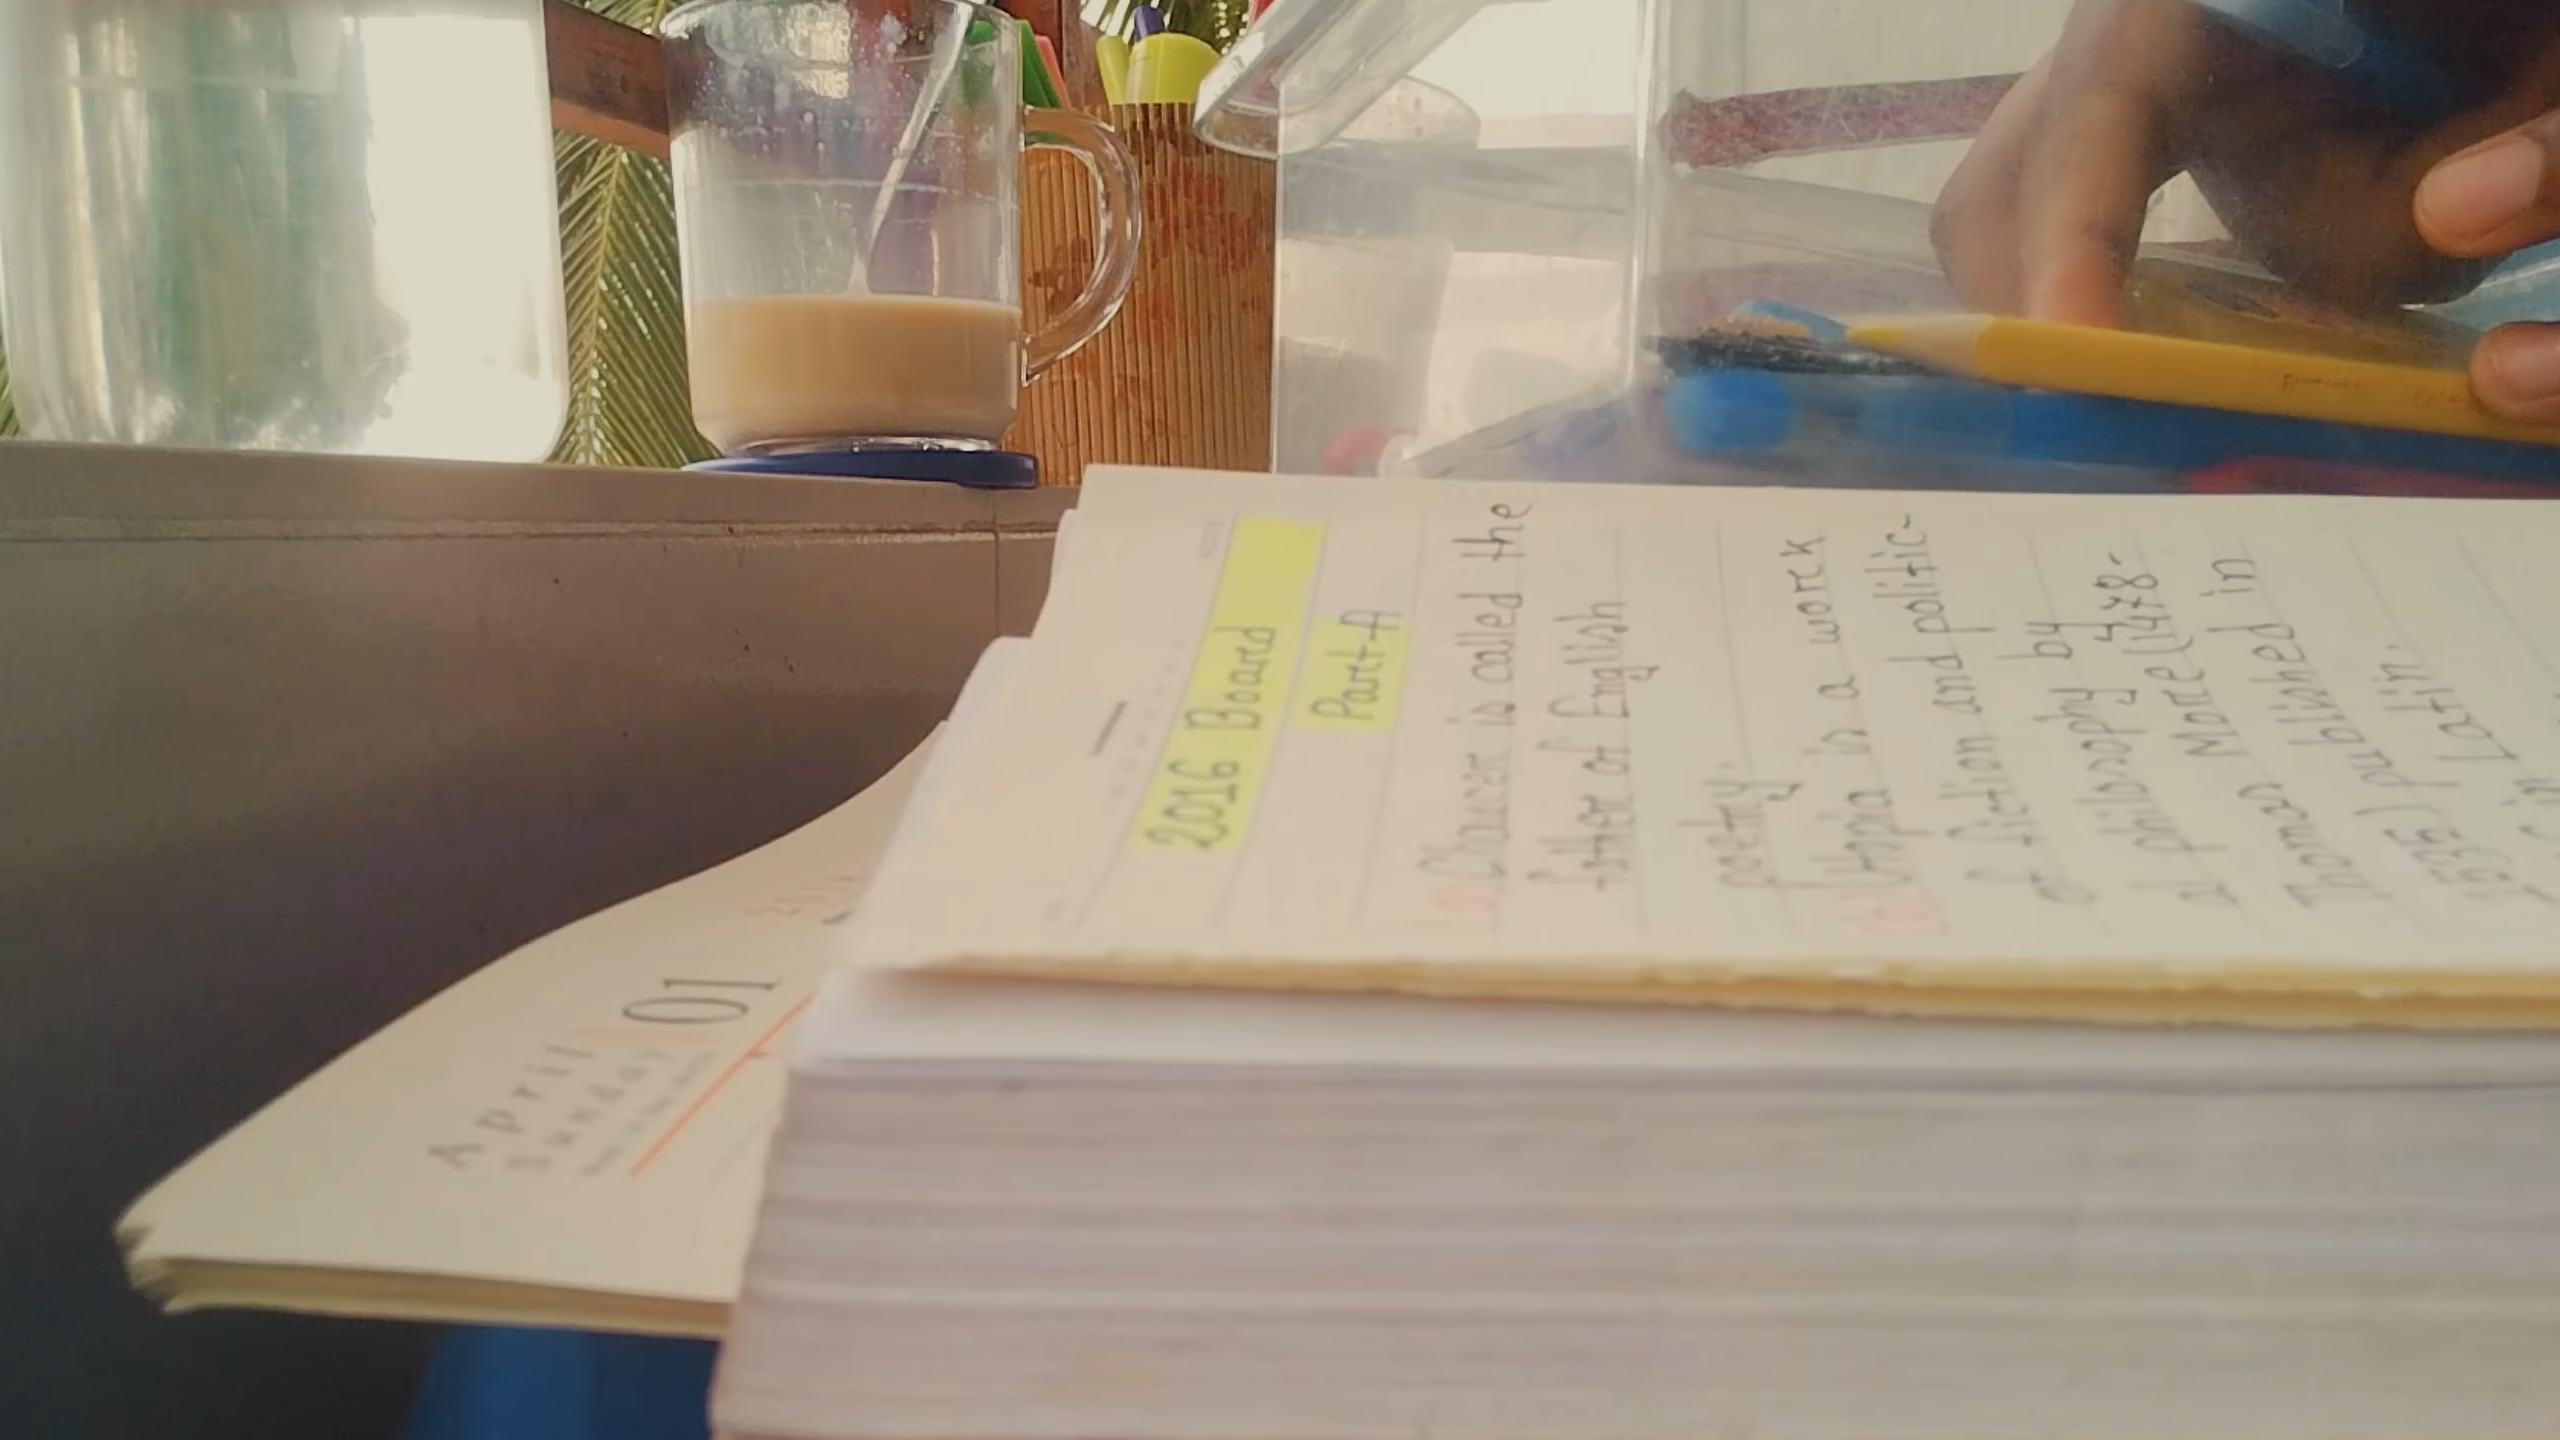 2016 Board
Part-A
Chaucer is called the
father of English
poetry.
Utopia is a work
of fiction and politic-
al philosophy by
Thomas More (1478-
1535) published in
in Latin.
April
Sunday
01